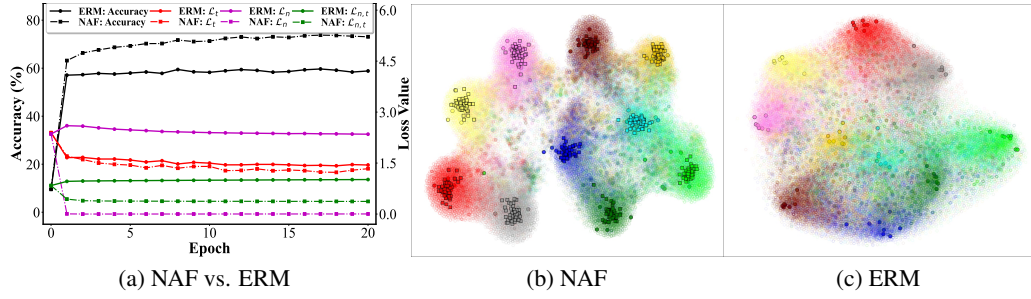 ERM: Accuracy ERM: ℒt ERM: ℒn ERM: ℒn,t
NAF: Accuracy NAF: ℒt NAF: ℒn NAF: ℒn,t
80
60
40
20
0
Accuracy (%)
6.0
4.5
3.0
1.5
0.0
Loss Value
0 5 10 15 20
Epoch
(a) NAF vs. ERM
(b) NAF
(c) ERM